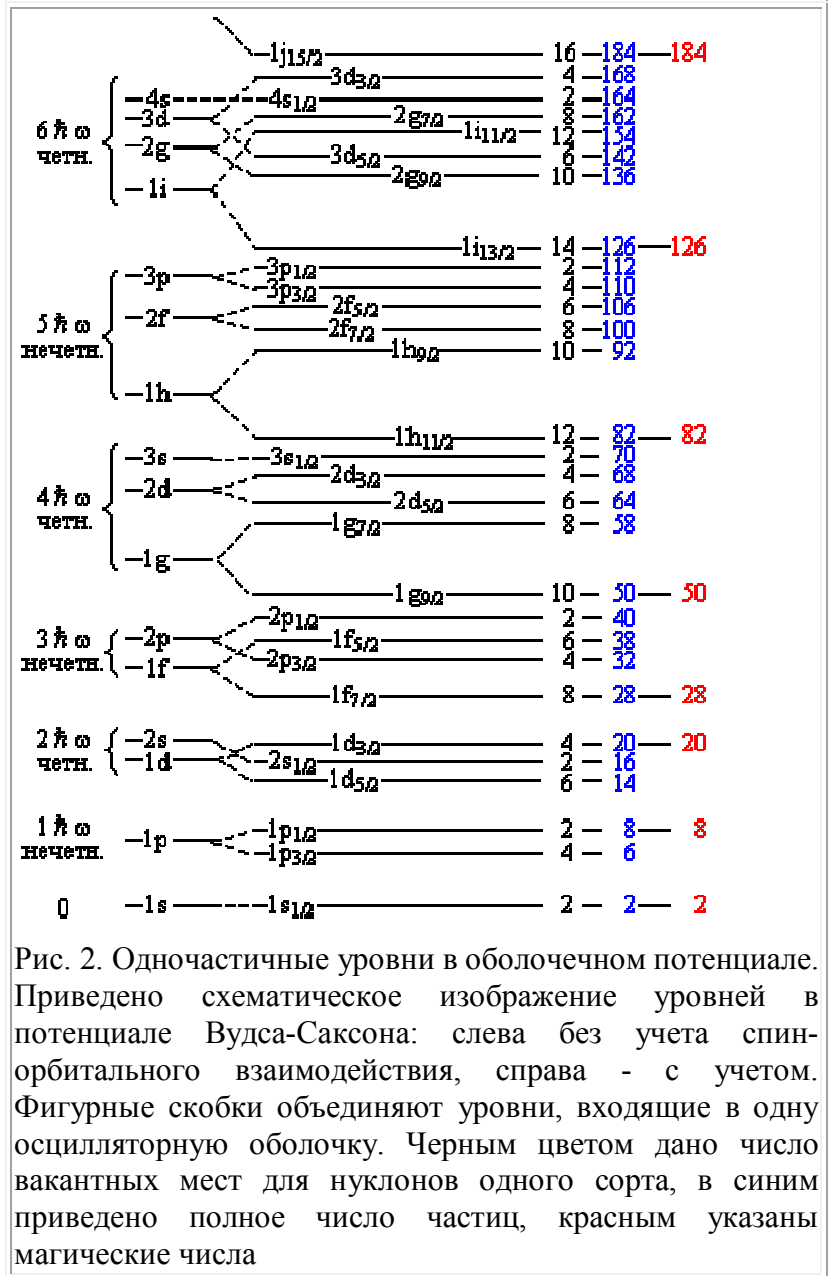 1j15/2 16 — 184 — 184
3d3/2 4 — 168
4s 4s1/2 2 — 164
3d
2g7/2 8 — 162
6 ħ ω 1i11/2 12 — 154
четн. 2g
3d5/2 6 — 142
2g9/2 10 — 136
1i
1i13/2 14 — 126 — 126
3p 3p1/2 2 — 112
3p3/2 4 — 110
2f5/2 6 — 106
5 ħ ω 2f
2f7/2 8 — 100
нечетн. 1h9/2 10 — 92
1h
1h11/2 12 — 82 — 82
3s 3s1/2 2 — 70
2d3/2 4 — 68
4 ħ ω 2d
2d5/2 6 — 64
четн. 1g7/2 8 — 58
1g
1g9/2 10 — 50 — 50
2p1/2 2 — 40
3 ħ ω 2p 1f5/2 6 — 38
нечетн. 1f 2p3/2 4 — 32
1f7/2 8 — 28 — 28
2 ħ ω 2s 1d3/2 4 — 20 — 20
четн. 1d 2s1/2 2 — 16
1d5/2 6 — 14
1 ħ ω 1p 1p1/2 2 — 8 — 8
нечетн. 1p3/2 4 — 6
0 1s 1s1/2 2 — 2 — 2
Рис. 2. Одночастичные уровни в оболочечном потенциале.
Приведено схематическое изображение уровней в
потенциале Вудса-Саксона: слева без учета спин-
орбитального взаимодействия, справа - с учетом.
Фигурные скобки объединяют уровни, входящие в одну
осцилляторную оболочку. Черным цветом дано число
вакантных мест для нуклонов одного сорта, в синим
приведено полное число частиц, красным указаны
магические числа